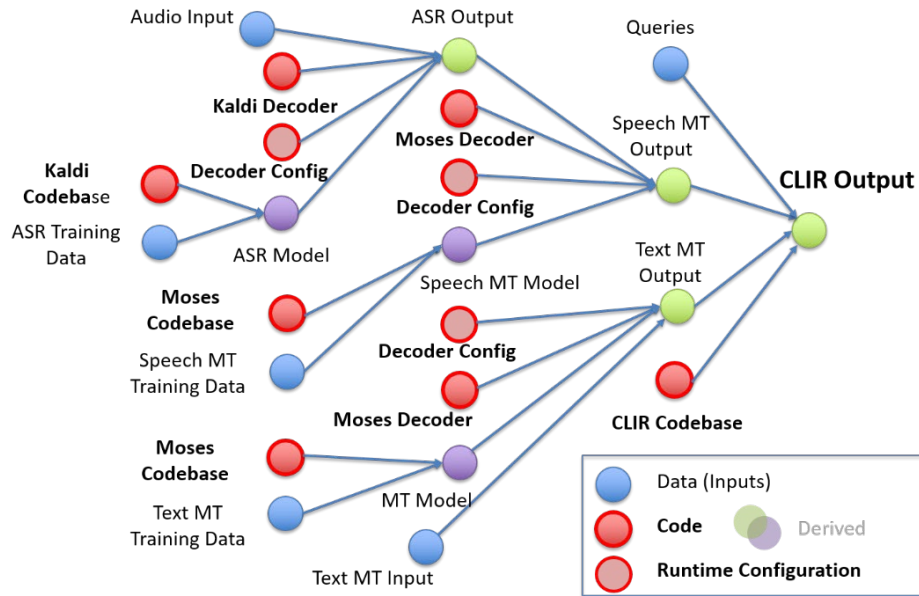 Audio Input
ASR Output
Queries
Kaldi Decoder
Moses Decoder
Speech MT
Output
Decoder Config
Kaldi
Codebase
CLIR Output
Decoder Config
ASR Training
Data
ASR Model
Text MT
Output
Speech MT Model
Moses
Codebase
Decoder Config
Speech MT
Training Data
Moses Decoder
CLIR Codebase
Moses
Codebase
MT Model
Text MT
Training Data
Text MT Input
Data (Inputs)
Code
Derived
Runtime Configuration